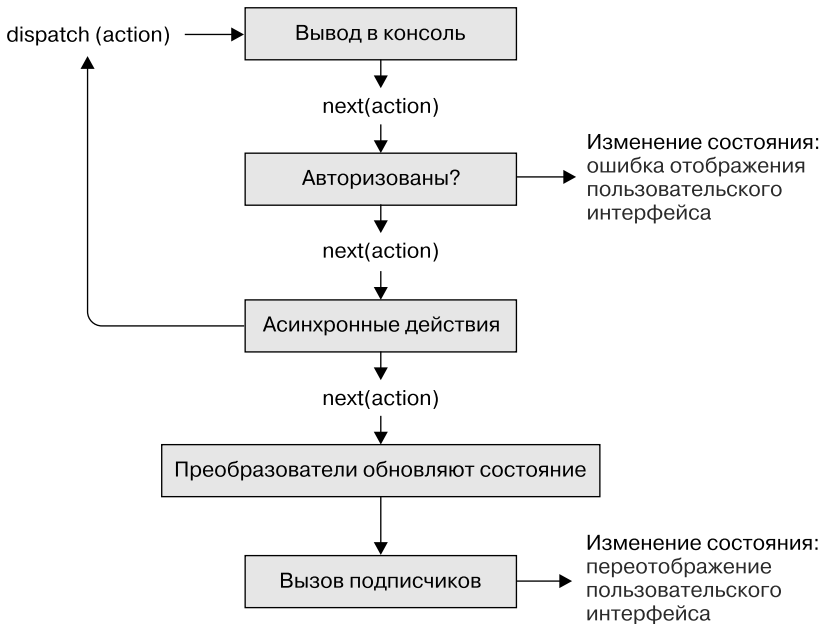 dispatch (action)
Вывод в консоль
next(action)
Авторизованы?
Изменение состояния:
ошибка отображения
пользовательского
интерфейса
next(action)
Асинхронные действия
next(action)
Преобразователи обновляют состояние
Вызов подписчиков
Изменение состояния:
переотображение
пользовательского
интерфейса